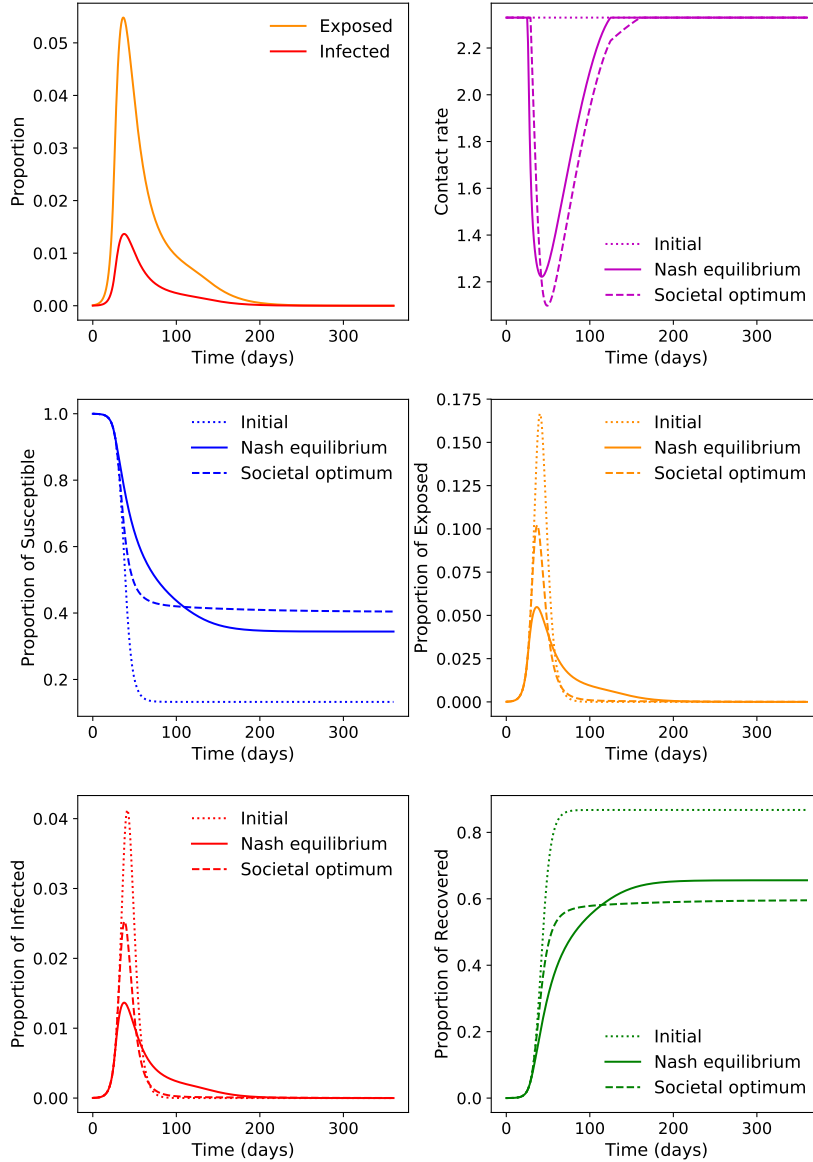 Exposed
Infected
Proportion
0.05
0.04
0.03
0.02
0.01
0.00
0 100 200 300
Time (days)
Contact rate
2.2
2.0
1.8
1.6
1.4
1.2
Initial
Nash equilibrium
Societal optimum
0 100 200 300
Time (days)
Proportion of Susceptible
1.0
0.8
0.6
0.4
0.2
Initial
Nash equilibrium
Societal optimum
0 100 200 300
Time (days)
Proportion of Exposed
0.175
0.150
0.125
0.100
0.075
0.050
0.025
0.000
Initial
Nash equilibrium
Societal optimum
0 100 200 300
Time (days)
Proportion of Infected
0.04
0.03
0.02
0.01
0.00
Initial
Nash equilibrium
Societal optimum
0 100 200 300
Time (days)
Proportion of Recovered
0.8
0.6
0.4
0.2
0.0
Initial
Nash equilibrium
Societal optimum
0 100 200 300
Time (days)